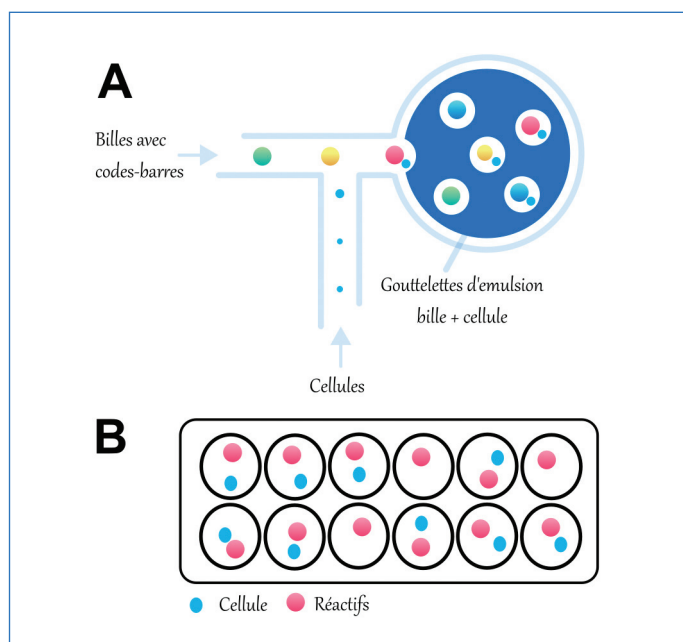 A
Billes avec
codes-barres
Gouttelettes d'emulsion
bille + cellule
Cellules
B
Cellule
Réactifs